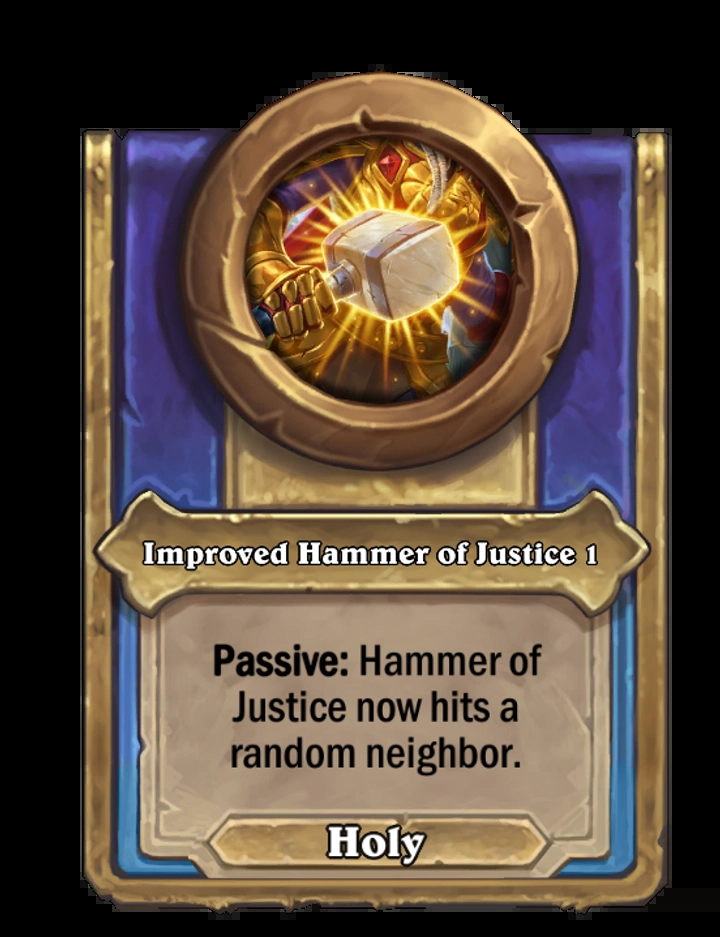 Improved Hammer of Justice 1
Passive: Hammer of
Justice now hits a
random neighbor.
Holy